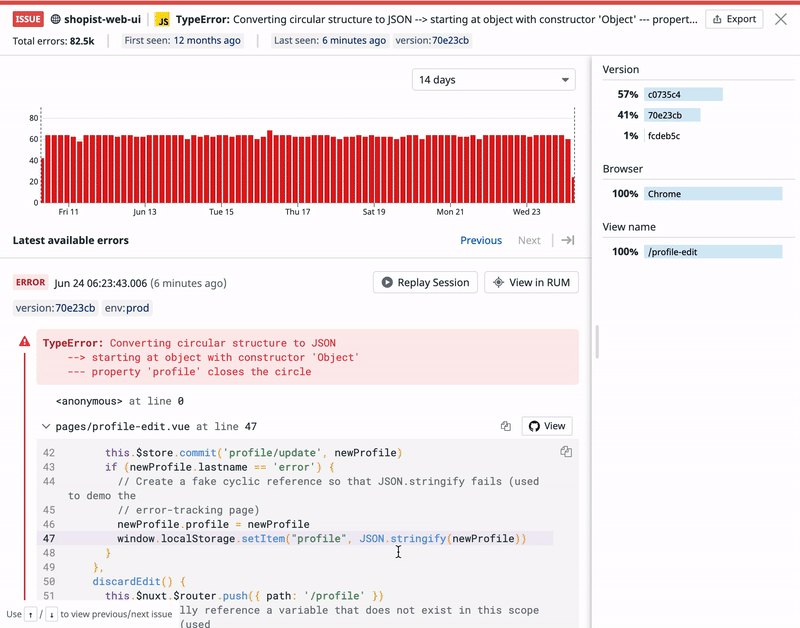 ISSUE shopist-web-ui JS TypeError: Converting circular structure to JSON --> starting at object with constructor 'Object' --- propert... Export
Total errors: 82.5k First seen: 12 months ago Last seen: 6 minutes ago version:70e23cb
14 days
80
60
40
20
0
Fri 11 Jun 13 Tue 15 Thu 17 Sat 19 Mon 21 Wed 23
Latest available errors Previous Next
ERROR Jun 24 06:23:43.006 (6 minutes ago) Replay Session View in RUM
version:70e23cb env:prod
TypeError: Converting circular structure to JSON
--> starting at object with constructor 'Object'
--- property 'profile' closes the circle
<anonymous> at line 0
pages/profile-edit.vue at line 47 View
42 this.$store.commit('profile/update', newProfile)
43 if (newProfile.lastname == 'error') {
44 // Create a fake cyclic reference so that JSON.stringify fails (used
to demo the
45 // error-tracking page)
46 newProfile.profile = newProfile
47 window.localStorage.setItem("profile", JSON.stringify(newProfile))
48 }
49 },
50 discardEdit() {
51 this.$nuxt.$router.push({ path: '/profile' })
Use ↑ / ↓ to view previous/next issue
lly reference a variable that does not exist in this scope
(used
Version
57% c0735c4
41% 70e23cb
1% fcdeb5c
Browser
100% Chrome
View name
100% /profile-edit